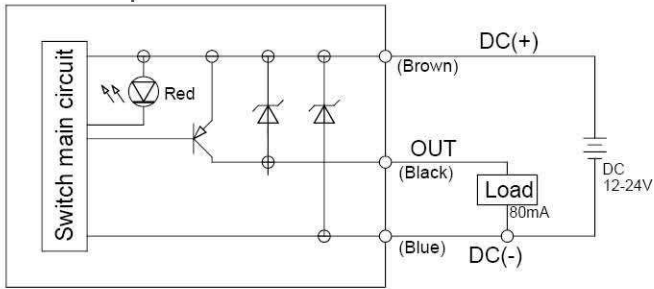 Switch main circuit
Red
(Brown)
DC(+)
OUT
(Black)
Load
80mA
DC
12-24V
(Blue)
DC(-)